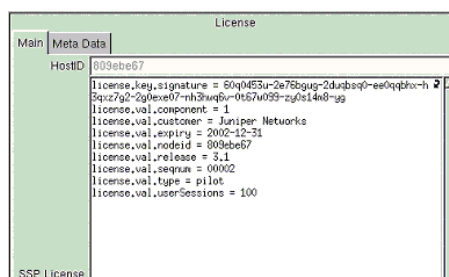 License
Main
Meta Data
HostID
809ebe67
license.key.signature = 60q0453u-2e76bgug-2duqbsq0-ee0qqbhx-h
3qxz7g2-2g0exe07-nh3hwq6v-0t67w099-zy0s14m8-yg
license.val.component = 1
license.val.customer = Juniper Networks
license.val.expiry = 2002-12-31
license.val.nodeid = 809ebe67
license.val.release = 3.1
license.val.seqnum = 00002
license.val.type = pilot
license.val.userSessions = 100
SSP License